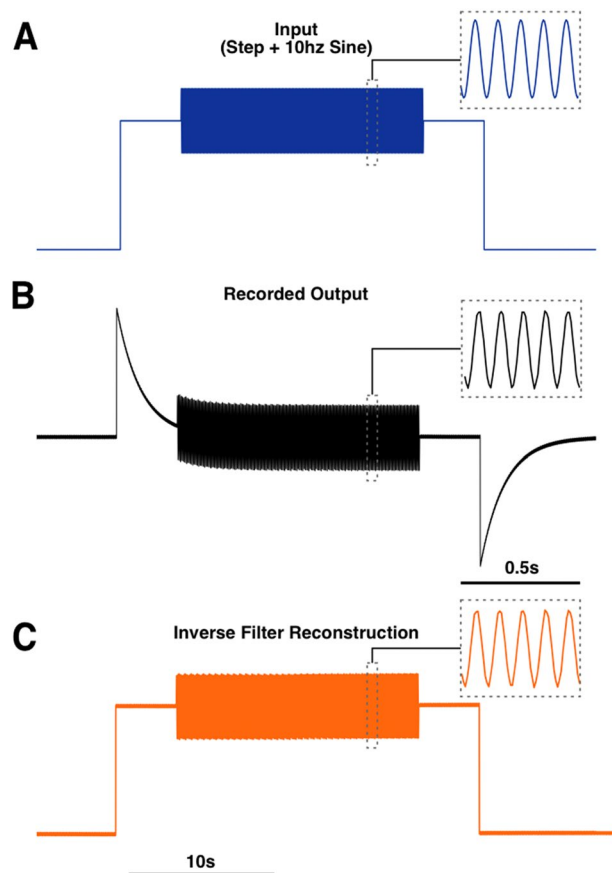 A
Input
(Step + 10hz Sine)
B
Recorded Output
0.5s
C
Inverse Filter Reconstruction
10s